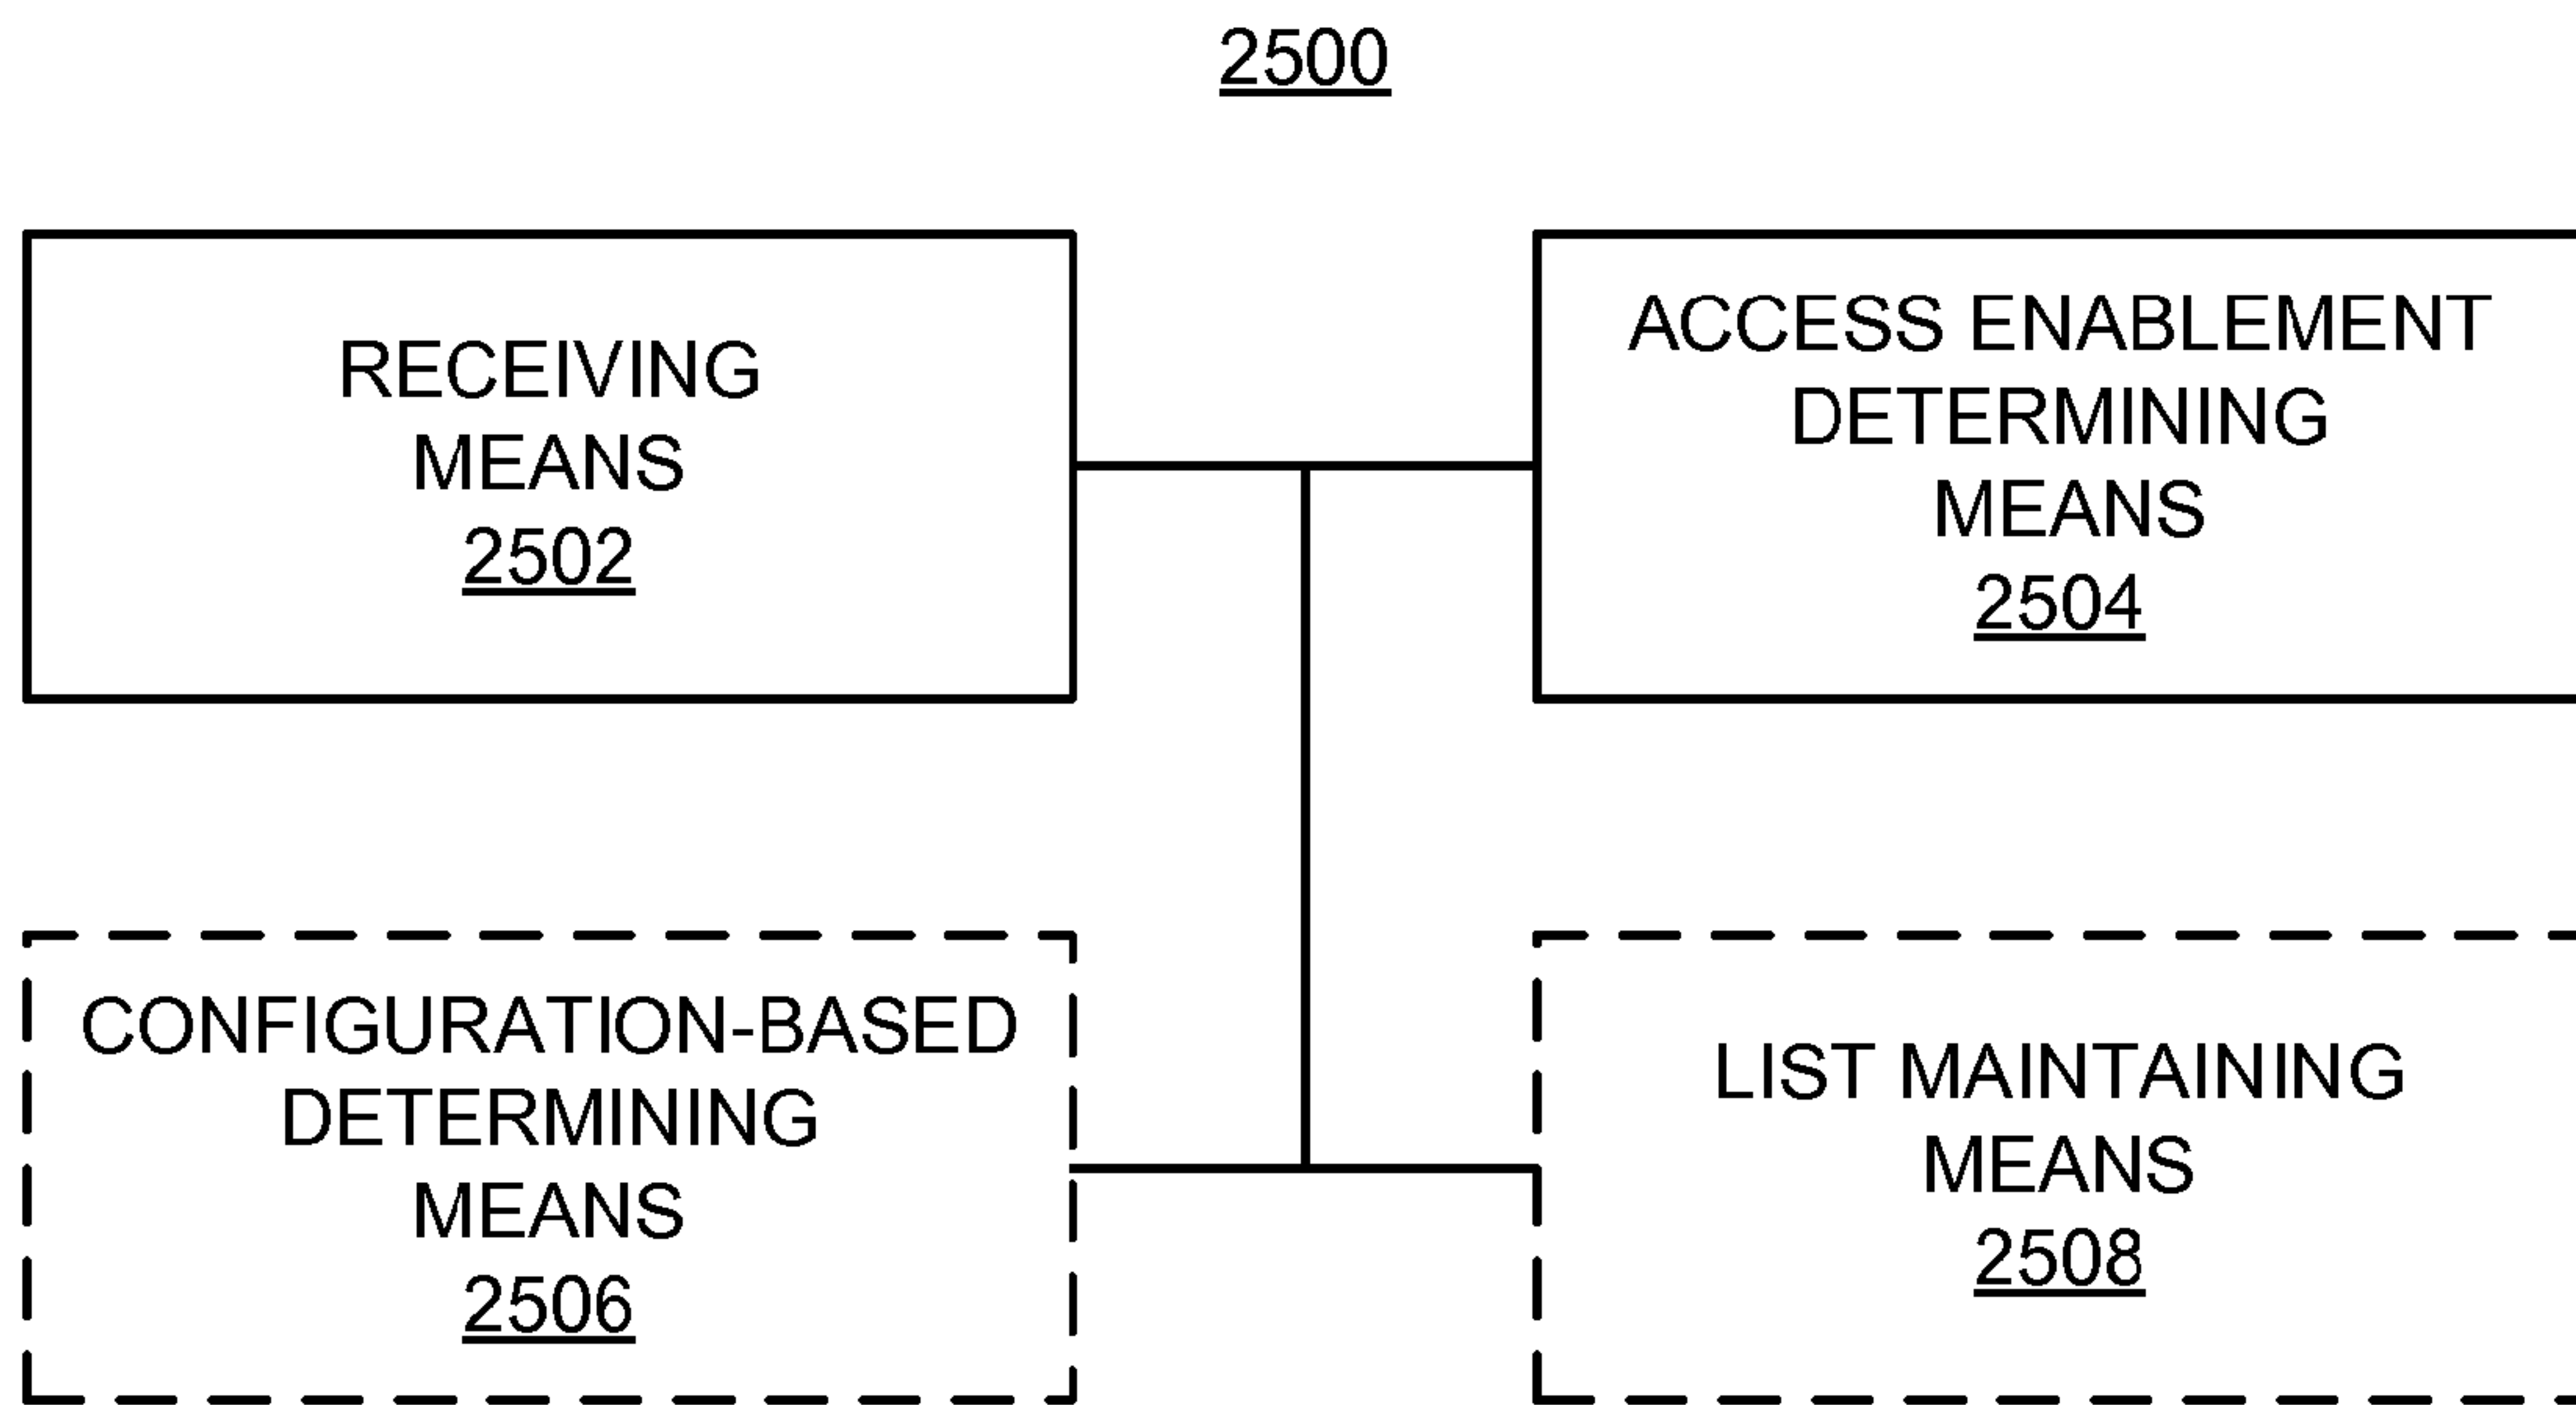 2500
RECEIVING
MEANS
2502
ACCESS ENABLEMENT
DETERMINING
MEANS
2504
CONFIGURATION-BASED
DETERMINING
MEANS
2506
LIST MAINTAINING
MEANS
2508